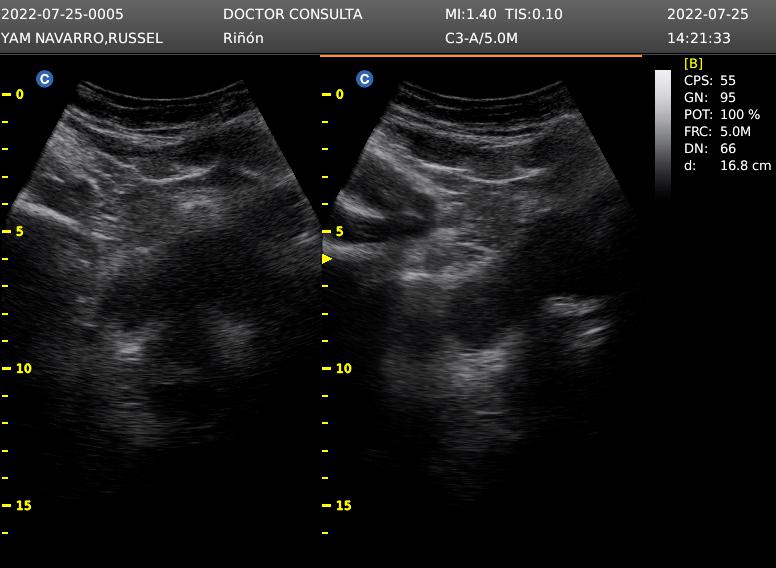 2022-07-25-0005 DOCTOR CONSULTA MI:1.40 TIS:0.10 2022-07-25
YAM NAVARRO,RUSSEL Riñón C3-A/5.0M 14:21:33
C C [B]
0 0
CPS: 55
GN: 95
POT: 100 %
FRC: 5.0M
DN: 66
d: 16.8 cm
5 5
10 10
15 15